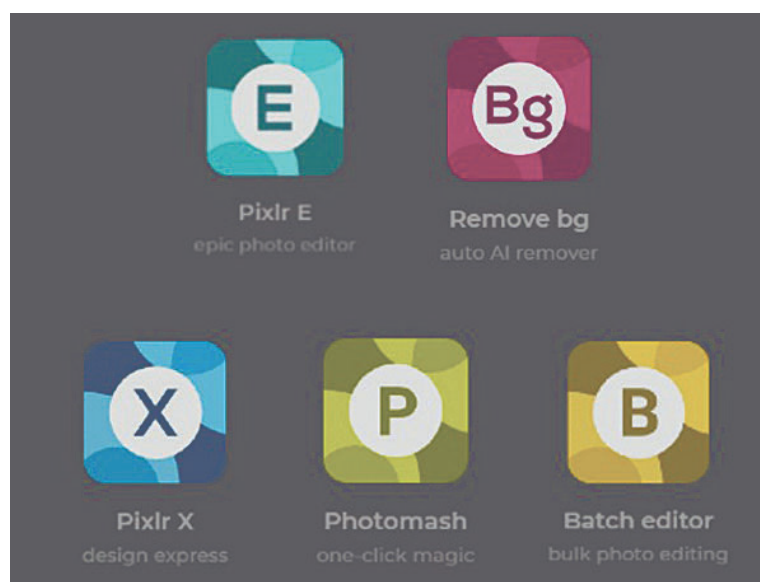 E
Bg
Pixlr E
Remove bg
epic photo editor
auto AI remover
X
P
B
Pixlr X
Photomash
Batch editor
design express
one-click magic
bulk photo editing